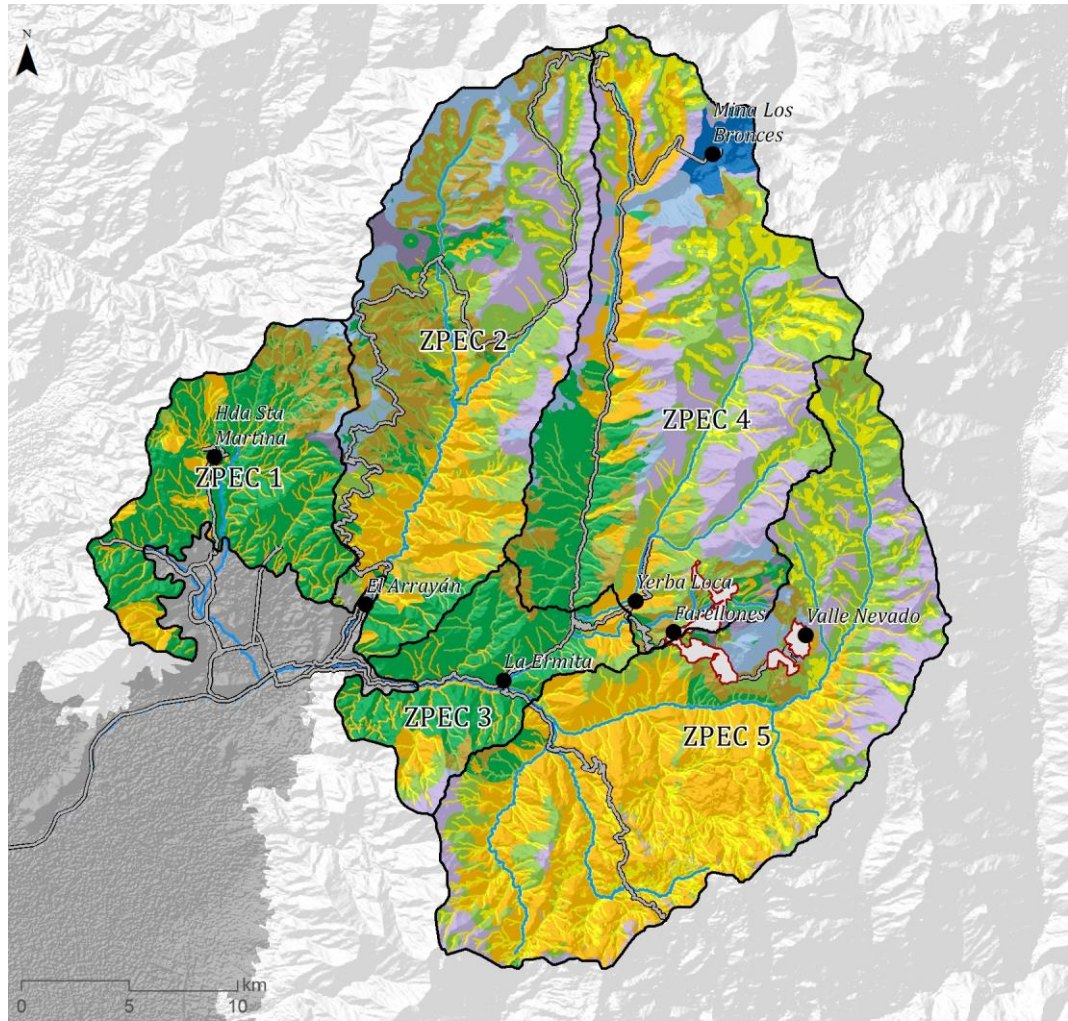 N
Mina Los
Bronces
ZPEC 2
Hda Sta
Martina
ZPEC 1
ZPEC 4
El Arrayán
Yerba Loca
Farellones
Valle Nevado
La Ermita
ZPEC 3
ZPEC 5
km
0 5 10